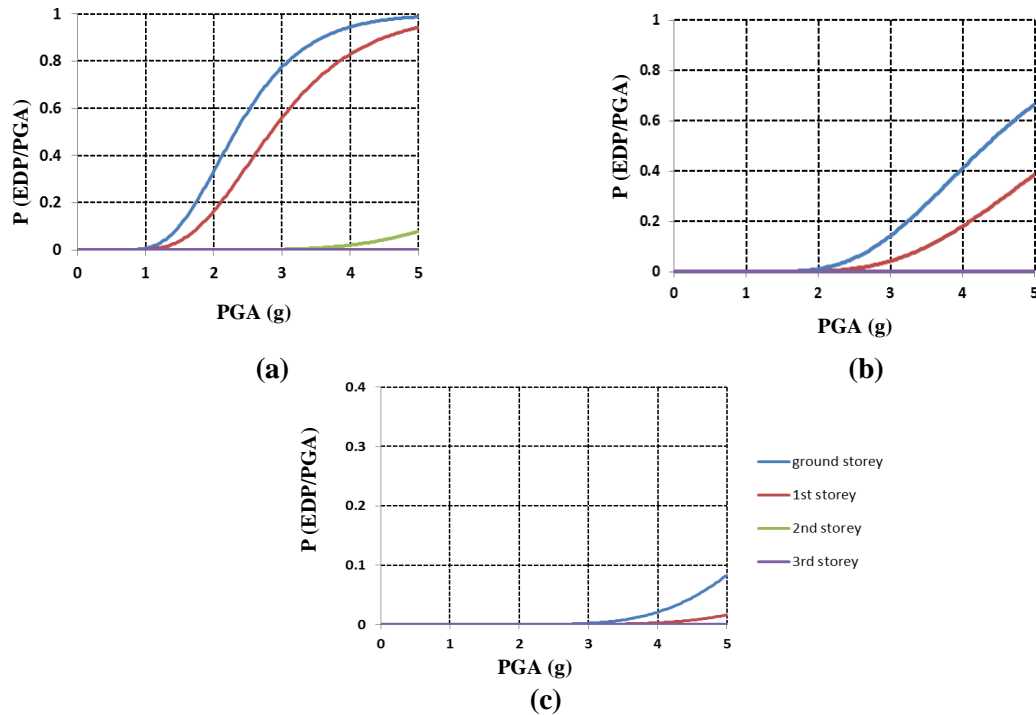 1
0.8
0.6
0.4
0.2
0
P (EDP/PGA)
0 1 2 3 4 5
PGA (g)
(a)
1
0.8
0.6
0.4
0.2
0
P (EDP/PGA)
0 1 2 3 4 5
PGA (g)
(b)
0.4
0.3
0.2
0.1
0
P (EDP/PGA)
0 1 2 3 4 5
PGA (g)
(c)
ground storey
1st storey
2nd storey
3rd storey